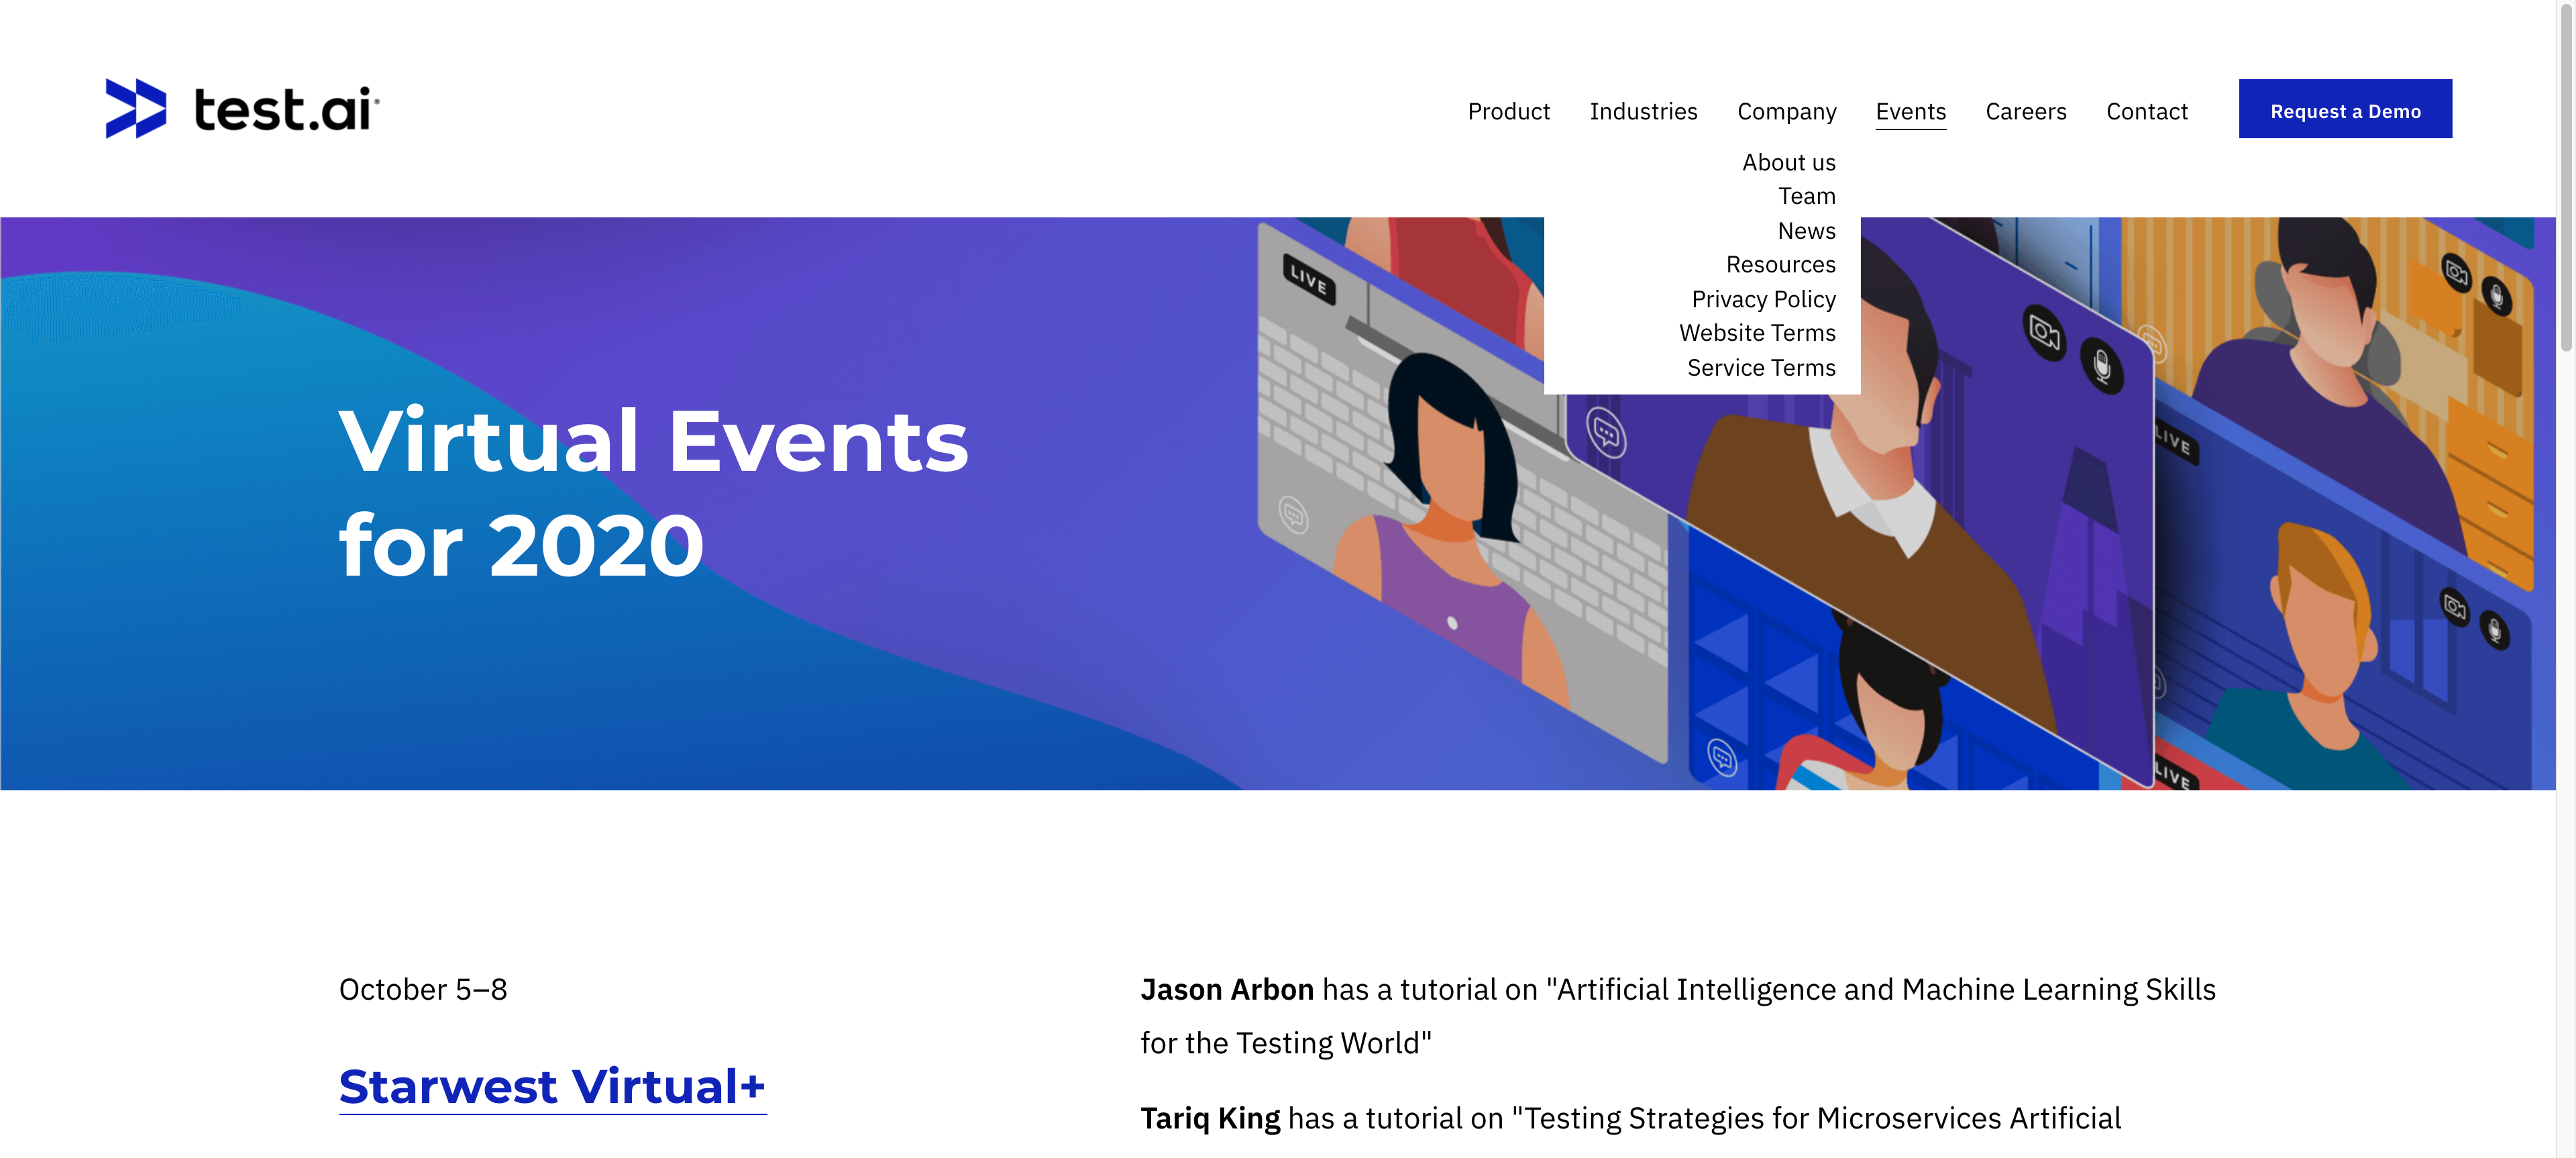 test.ai
Product Industries Company Events Careers Contact Request a Demo
About us
Team
News
Resources
Privacy Policy
Website Terms
Service Terms
LIVE
LIVE
LIVE
Virtual Events
for 2020
October 5–8
Starwest Virtual+
Jason Arbon has a tutorial on "Artificial Intelligence and Machine Learning Skills
for the Testing World"
Tariq King has a tutorial on "Testing Strategies for Microservices Artificial